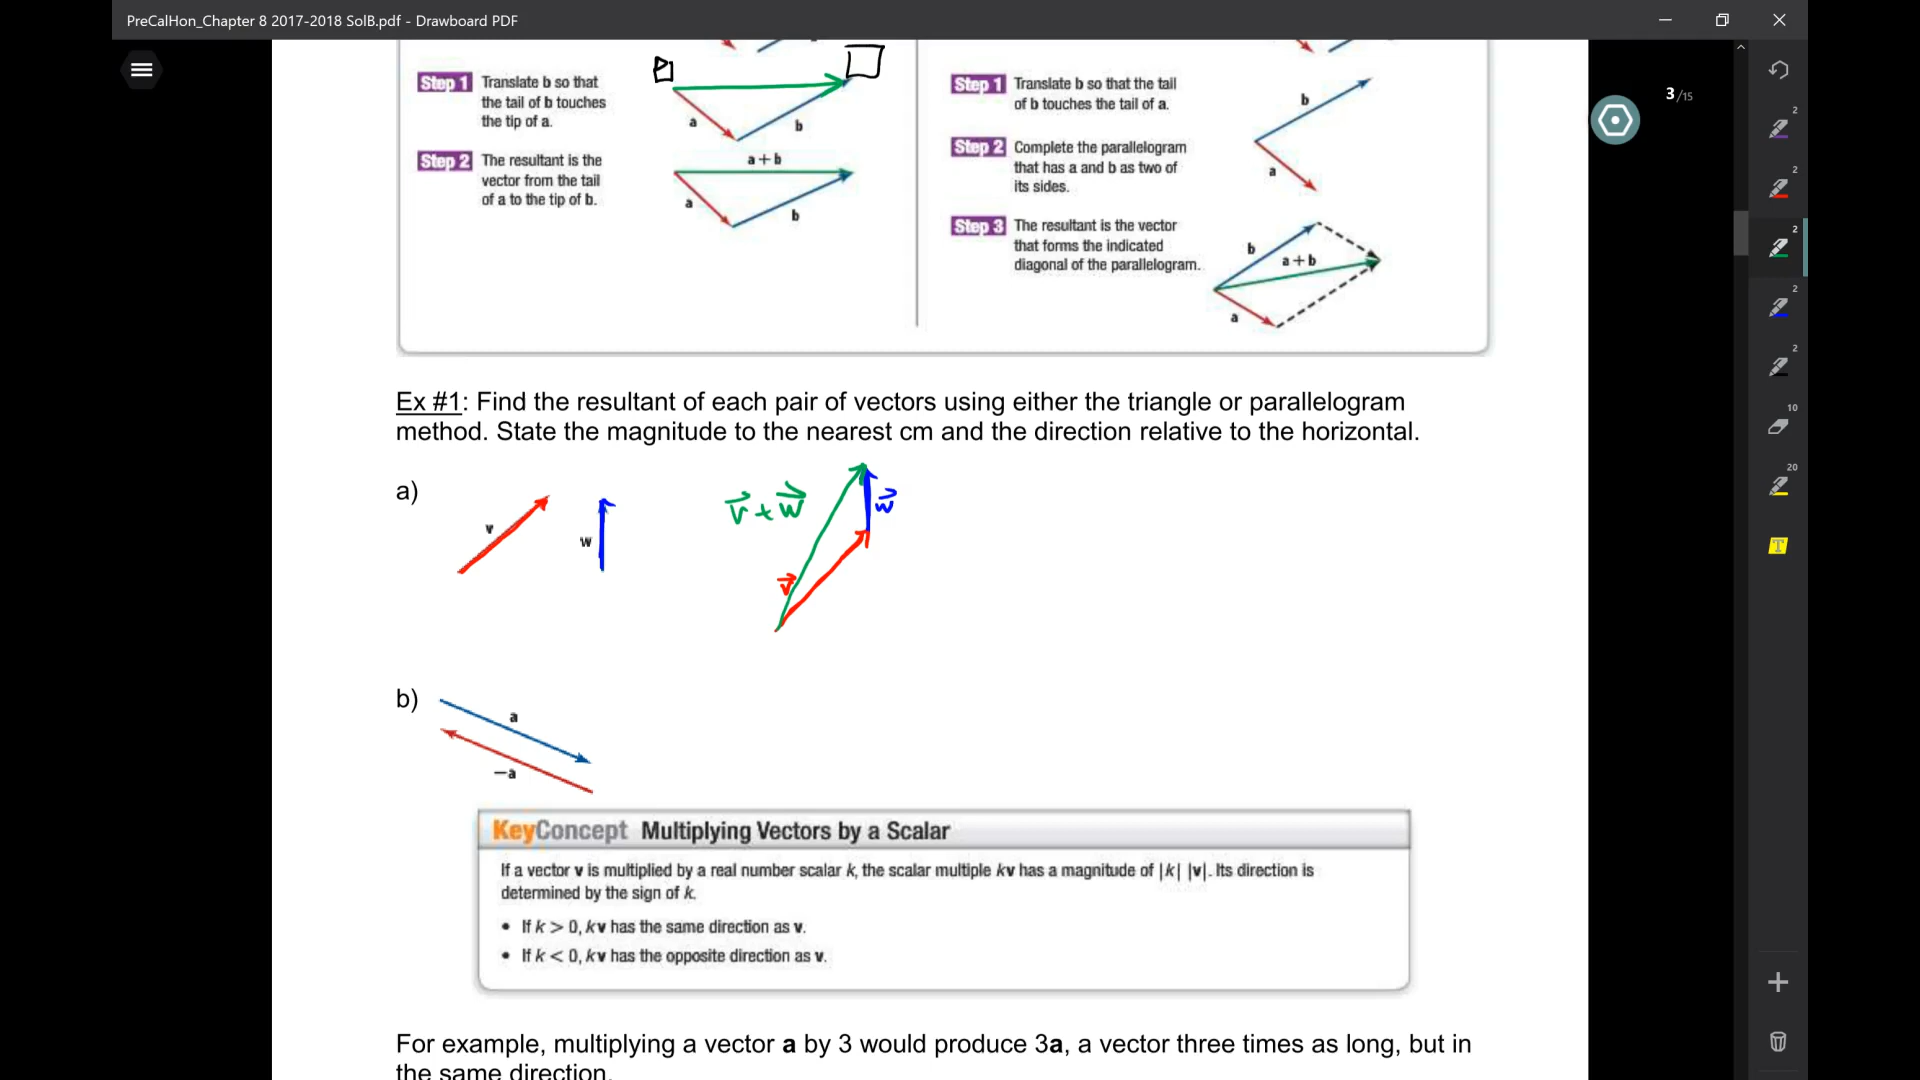 PreCalHon_Chapter 8 2017-2018 SolB.pdf - Drawboard PDF
3/15
Step 1 Translate b so that
the tail of b touches
the tip of a.
a
b
Step 2 The resultant is the
vector from the tail
of a to the tip of b.
a+b
a
b
Step 1 Translate b so that the tail
of b touches the tail of a.
b
a
Step 2 Complete the parallelogram
that has a and b as two of
its sides.
Step 3 The resultant is the vector
that forms the indicated
diagonal of the parallelogram.
b
a+b
a
Ex #1: Find the resultant of each pair of vectors using either the triangle or parallelogram
method. State the magnitude to the nearest cm and the direction relative to the horizontal.
a)
v
w
v⃗ + w⃗
w⃗
v⃗
b)
a
−a
KeyConcept Multiplying Vectors by a Scalar
If a vector v is multiplied by a real number scalar k, the scalar multiple kv has a magnitude of |k| |v|. Its direction is
determined by the sign of k.
• If k > 0, kv has the same direction as v.
• If k < 0, kv has the opposite direction as v.
For example, multiplying a vector a by 3 would produce 3a, a vector three times as long, but in
the same direction.
2
2
2
2
2
10
20
T